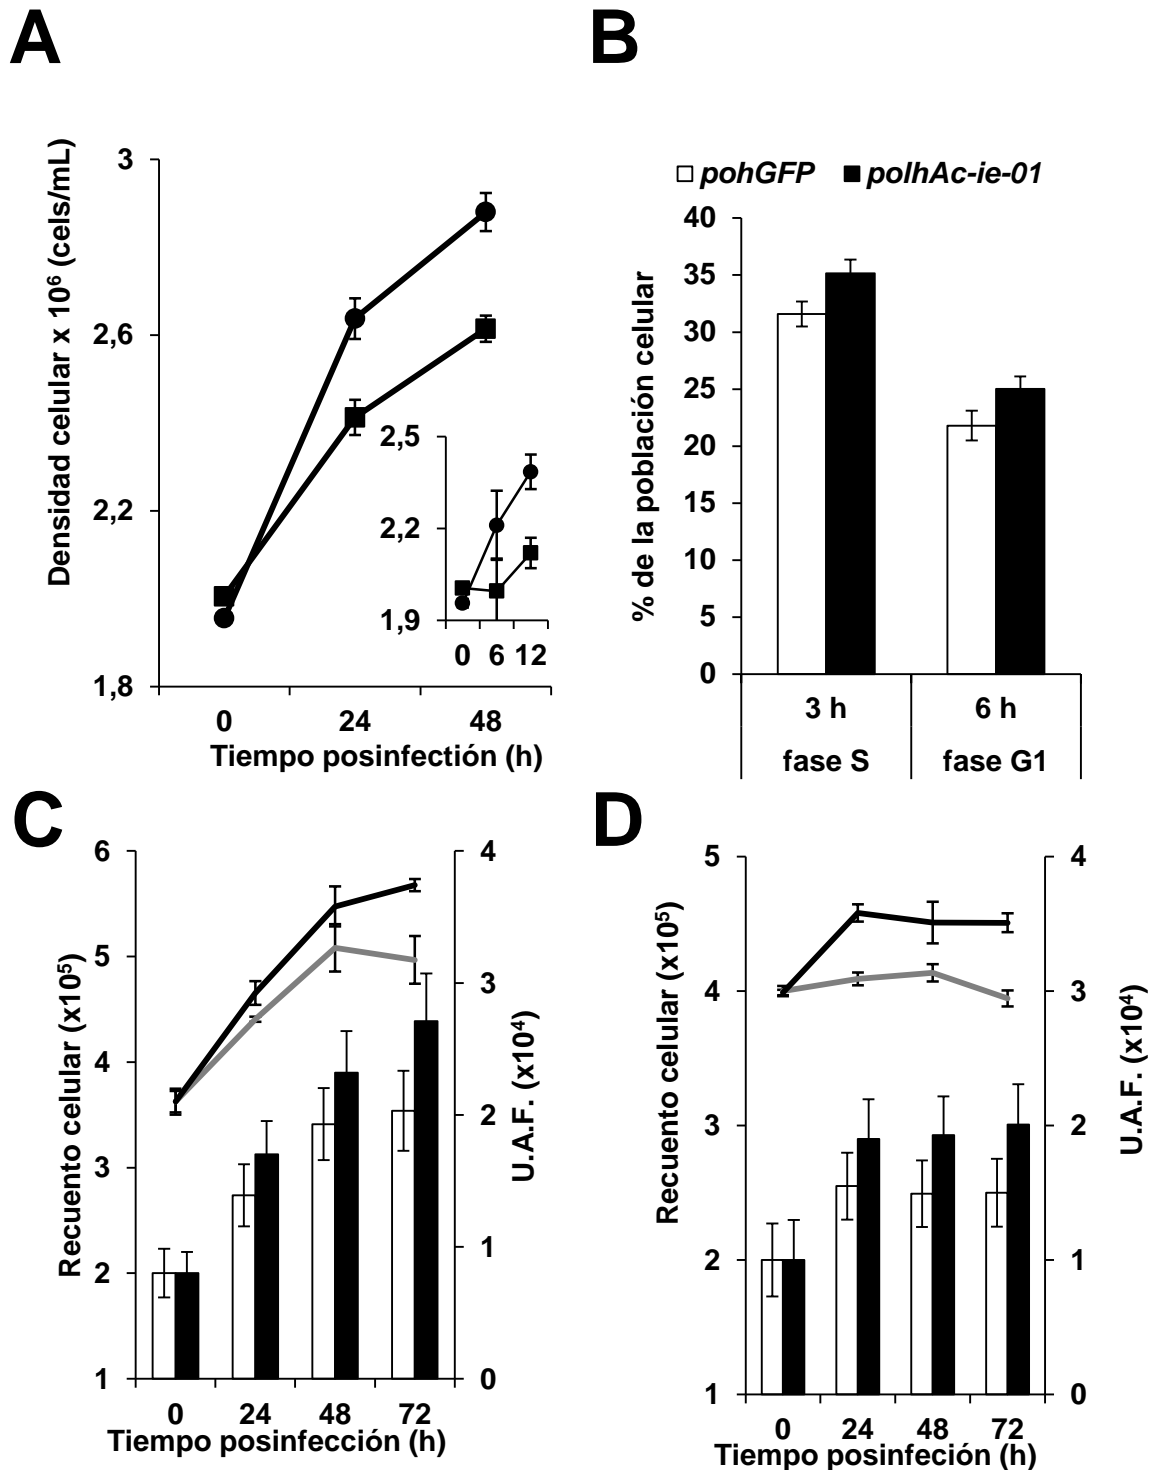 A
Densidad celular x 10⁶ (cels/mL)
3
2,6
2,2
1,8
0 24 48
Tiempo posinfectión (h)
2,5
2,2
1,9
0 6 12
B
pohGFP polhAc-ie-01
% de la población celular
40
35
30
25
20
15
10
5
0
3 h 6 h
fase S fase G1
C
Recuento celular (x10⁵)
6
5
4
3
2
1
4
3
2
1
0
U.A.F. (x10⁴)
0 24 48 72
Tiempo posinfección (h)
D
Recuento celular (x10⁵)
5
4
3
2
1
4
3
2
1
0
U.A.F. (x10⁴)
0 24 48 72
Tiempo posinfeción (h)